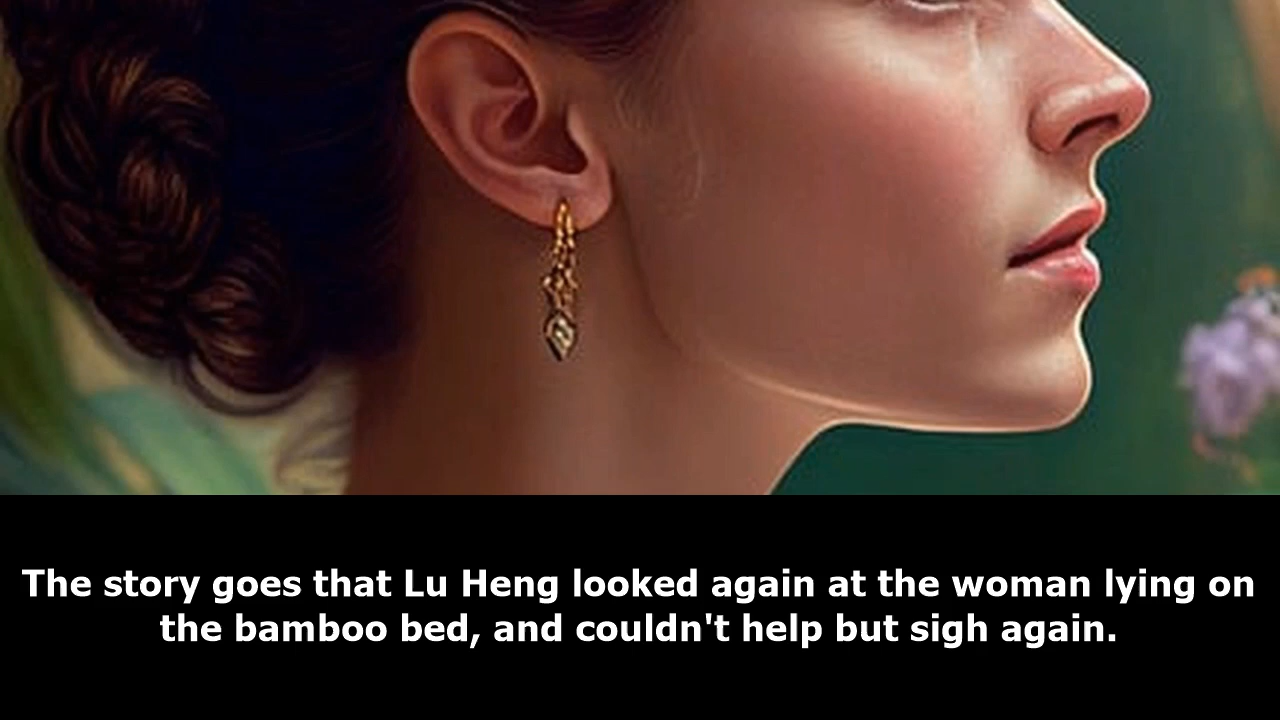 The story goes that Lu Heng looked again at the woman lying on
the bamboo bed, and couldn't help but sigh again.